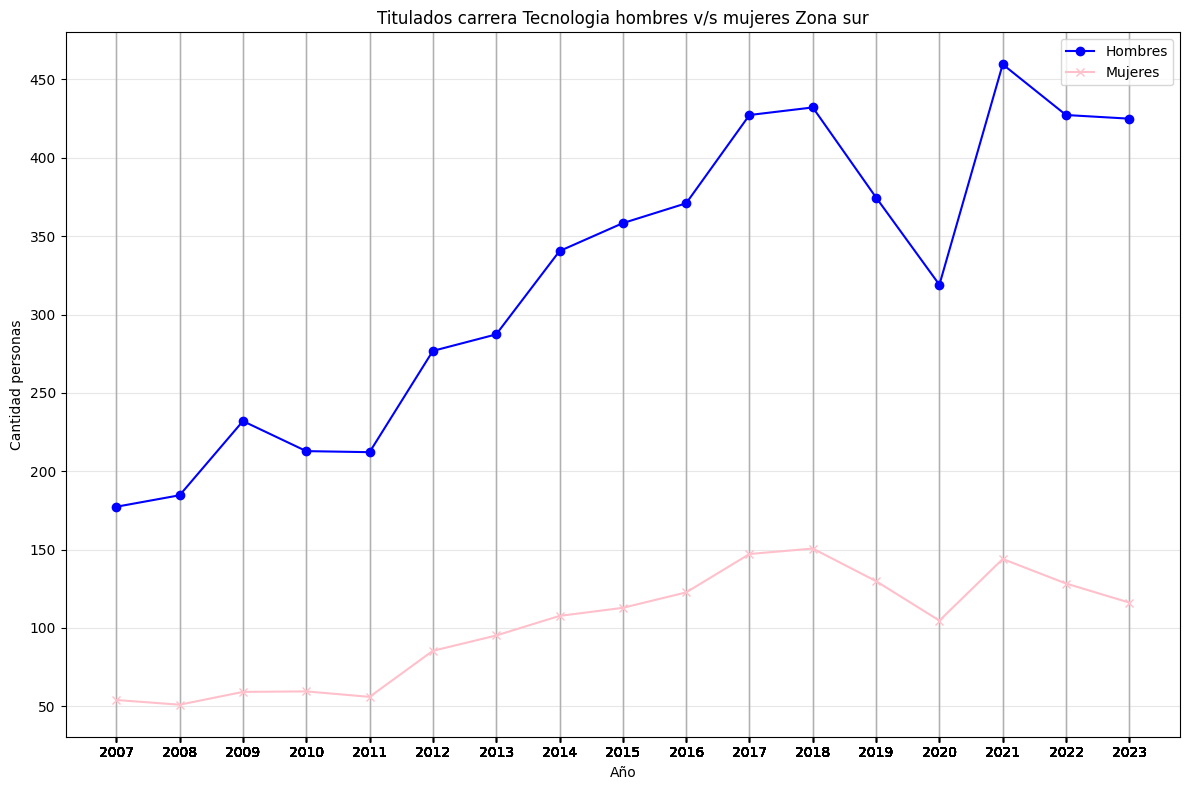 Titulados carrera Tecnologia hombres v/s mujeres Zona sur
Hombres
Mujeres
450
400
350
300
250
200
150
100
50
Cantidad personas
2007 2008 2009 2010 2011 2012 2013 2014 2015 2016 2017 2018 2019 2020 2021 2022 2023
Año